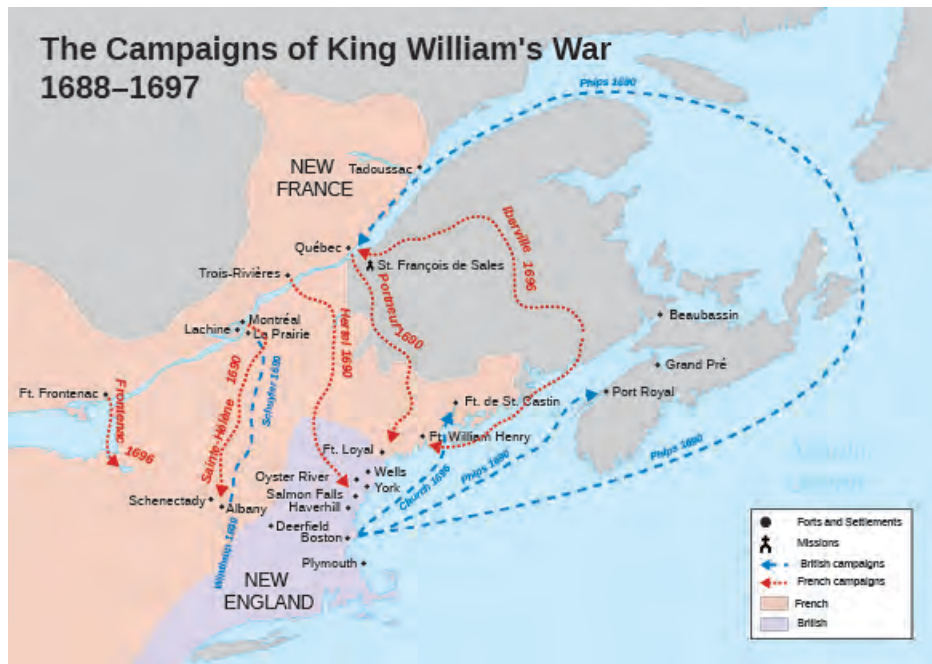 The Campaigns of King William's War
1688–1697
Phips 1690
NEW
FRANCE
Tadoussac
Québec
St. François de Sales
Iberville 1696
Trois-Rivières
Portneuf 1690
Hertel 1690
Montréal
Lachine
La Prairie
Beaubassin
Grand Pré
Port Royal
Ft. Frontenac
Frontenac 1696
Sainte-Hélène 1690
Schuyler 1690
Ft. de St. Castin
Ft. William Henry
Ft. Loyal
Wells
Oyster River
York
Salmon Falls
Haverhill
Church 1696
Phips 1690
Phips 1690
Schenectady
Albany
Deerfield
Boston
Winthrop 1690
Plymouth
NEW
ENGLAND
Forts and Settlements
Missions
British campaigns
French campaigns
French
British